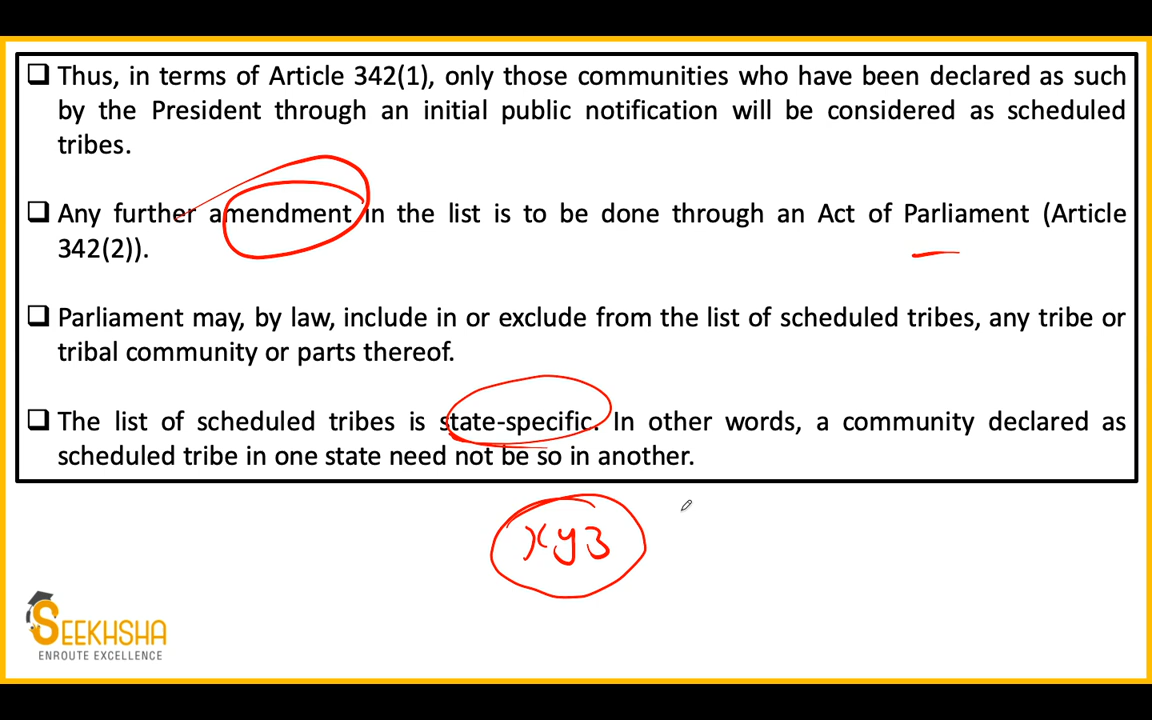 Thus, in terms of Article 342(1), only those communities who have been declared as such
by the President through an initial public notification will be considered as scheduled
tribes.
Any further amendment in the list is to be done through an Act of Parliament (Article
342(2)).
Parliament may, by law, include in or exclude from the list of scheduled tribes, any tribe or
tribal community or parts thereof.
The list of scheduled tribes is state-specific. In other words, a community declared as
scheduled tribe in one state need not be so in another.
xyz
SEEKHSHA
ENROUTE EXCELLENCE